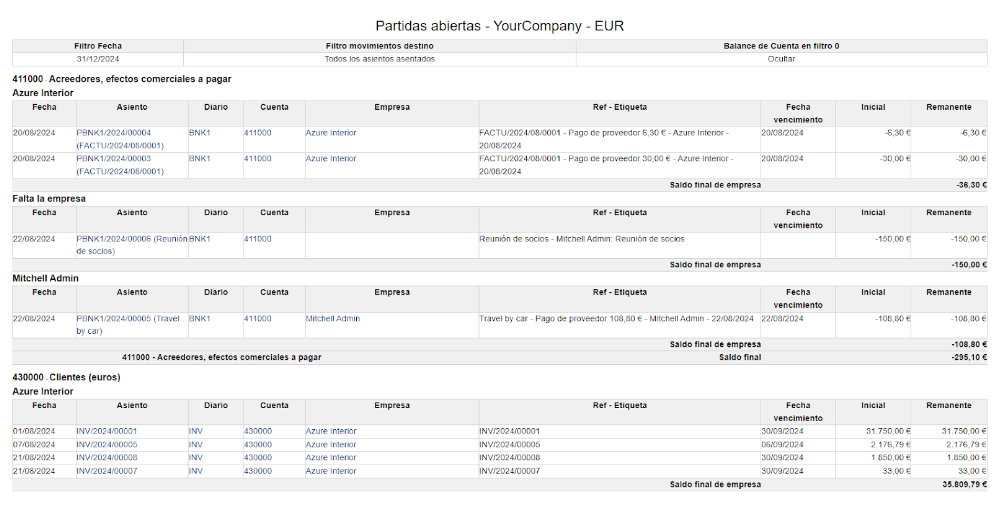 Partidas abiertas - YourCompany - EUR
Filtro Fecha Filtro movimientos destino Balance de Cuenta en filtro 0
31/12/2024 Todos los asientos asentados Ocultar
411000 - Acreedores, efectos comerciales a pagar
Azure Interior
Fecha Asiento Diario Cuenta Empresa Ref - Etiqueta Fecha Inicial Remanente
vencimiento
20/08/2024 PBNK1/2024/00004 BNK1 411000 Azure Interior FACTU/2024/08/0001 - Pago de proveedor 6,30 € - Azure Interior - 20/08/2024 -6,30 € -6,30 €
(FACTU/2024/08/0001) 20/08/2024
20/08/2024 PBNK1/2024/00003 BNK1 411000 Azure Interior FACTU/2024/08/0001 - Pago de proveedor 30,00 € - Azure Interior - 20/08/2024 -30,00 € -30,00 €
(FACTU/2024/08/0001) 20/08/2024
Saldo final de empresa -36,30 €
Falta la empresa
Fecha Asiento Diario Cuenta Empresa Ref - Etiqueta Fecha Inicial Remanente
vencimiento
22/08/2024 PBNK1/2024/00006 (Reunión BNK1 411000 Reunión de socios - Mitchell Admin: Reunión de socios -150,00 € -150,00 €
de socios)
Saldo final de empresa -150,00 €
Mitchell Admin
Fecha Asiento Diario Cuenta Empresa Ref - Etiqueta Fecha Inicial Remanente
vencimiento
22/08/2024 PBNK1/2024/00005 (Travel BNK1 411000 Mitchell Admin Travel by car - Pago de proveedor 108,80 € - Mitchell Admin - 22/08/2024 22/08/2024 -108,80 € -108,80 €
by car)
Saldo final de empresa -108,80 €
411000 - Acreedores, efectos comerciales a pagar Saldo final -295,10 €
430000 - Clientes (euros)
Azure Interior
Fecha Asiento Diario Cuenta Empresa Ref - Etiqueta Fecha Inicial Remanente
vencimiento
01/08/2024 INV/2024/00001 INV 430000 Azure Interior INV/2024/00001 30/09/2024 31.750,00 € 31.750,00 €
07/08/2024 INV/2024/00005 INV 430000 Azure Interior INV/2024/00005 06/09/2024 2.176,79 € 2.176,79 €
21/08/2024 INV/2024/00008 INV 430000 Azure Interior INV/2024/00008 30/09/2024 1.850,00 € 1.850,00 €
21/08/2024 INV/2024/00007 INV 430000 Azure Interior INV/2024/00007 30/09/2024 33,00 € 33,00 €
Saldo final de empresa 35.809,79 €